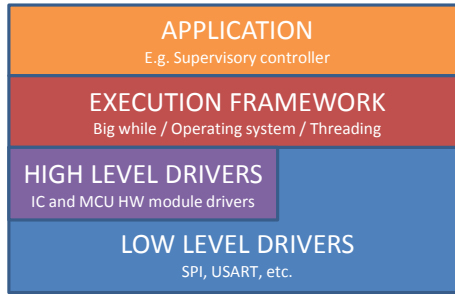 APPLICATION
E.g. Supervisory controller
EXECUTION FRAMEWORK
Big while / Operating system / Threading
HIGH LEVEL DRIVERS
IC and MCU HW module drivers
LOW LEVEL DRIVERS
SPI, USART, etc.